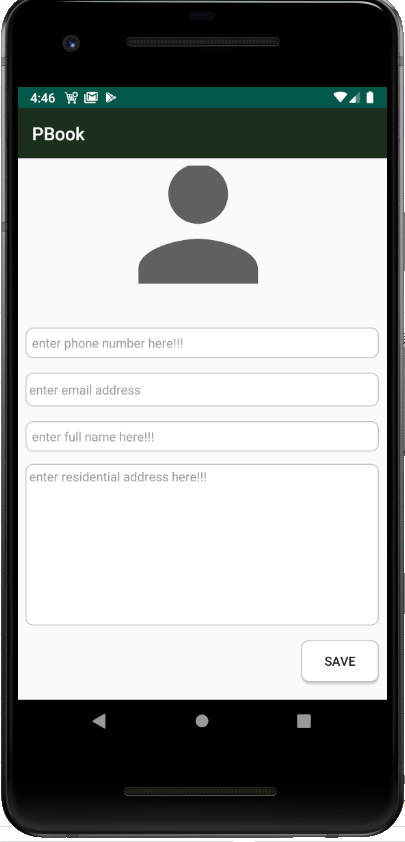 4:46
PBook
enter phone number here!!!
enter email address
enter full name here!!!
enter residential address here!!!
SAVE